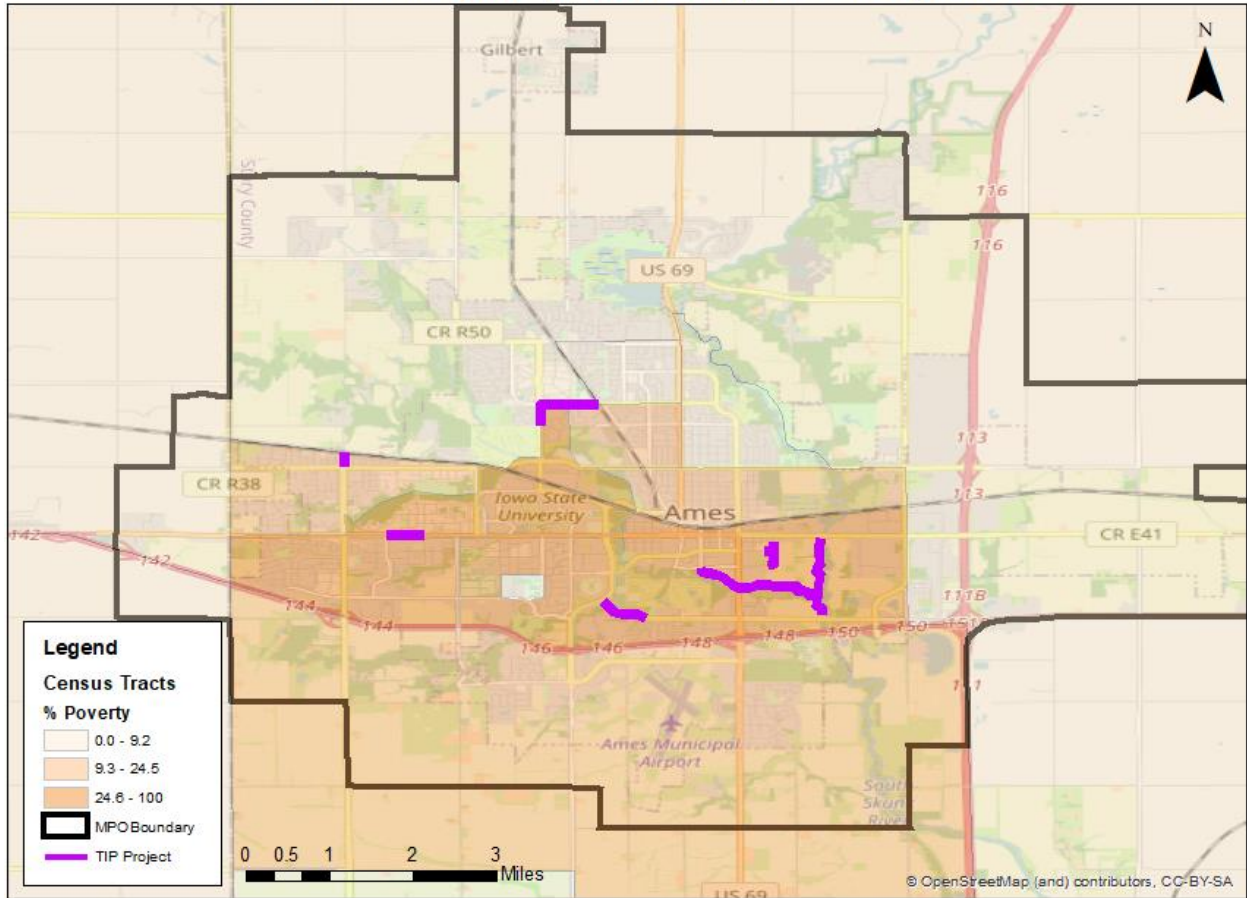 Gilbert
N
Story County
116
116
US 69
CR R50
113
113
CR R38
Iowa State
University
Ames
142
142
CR E41
144
144
111B
146
146
148
148
150
150
Ames Municipal
Airport
South
Skunk
River
US 69
Legend
Census Tracts
% Poverty
0.0 - 9.2
9.3 - 24.5
24.6 - 100
MPO Boundary
TIP Project
0 0.5 1 2 3
Miles
© OpenStreetMap (and) contributors, CC-BY-SA